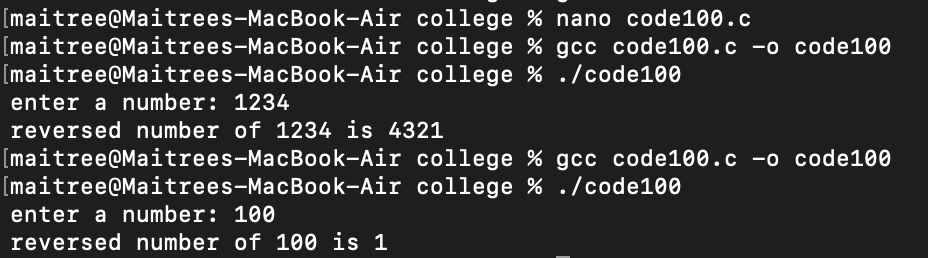 [maitree@Maitrees-MacBook-Air college % nano code100.c
[maitree@Maitrees-MacBook-Air college % gcc code100.c -o code100
[maitree@Maitrees-MacBook-Air college % ./code100
enter a number: 1234
reversed number of 1234 is 4321
[maitree@Maitrees-MacBook-Air college % gcc code100.c -o code100
[maitree@Maitrees-MacBook-Air college % ./code100
enter a number: 100
reversed number of 100 is 1